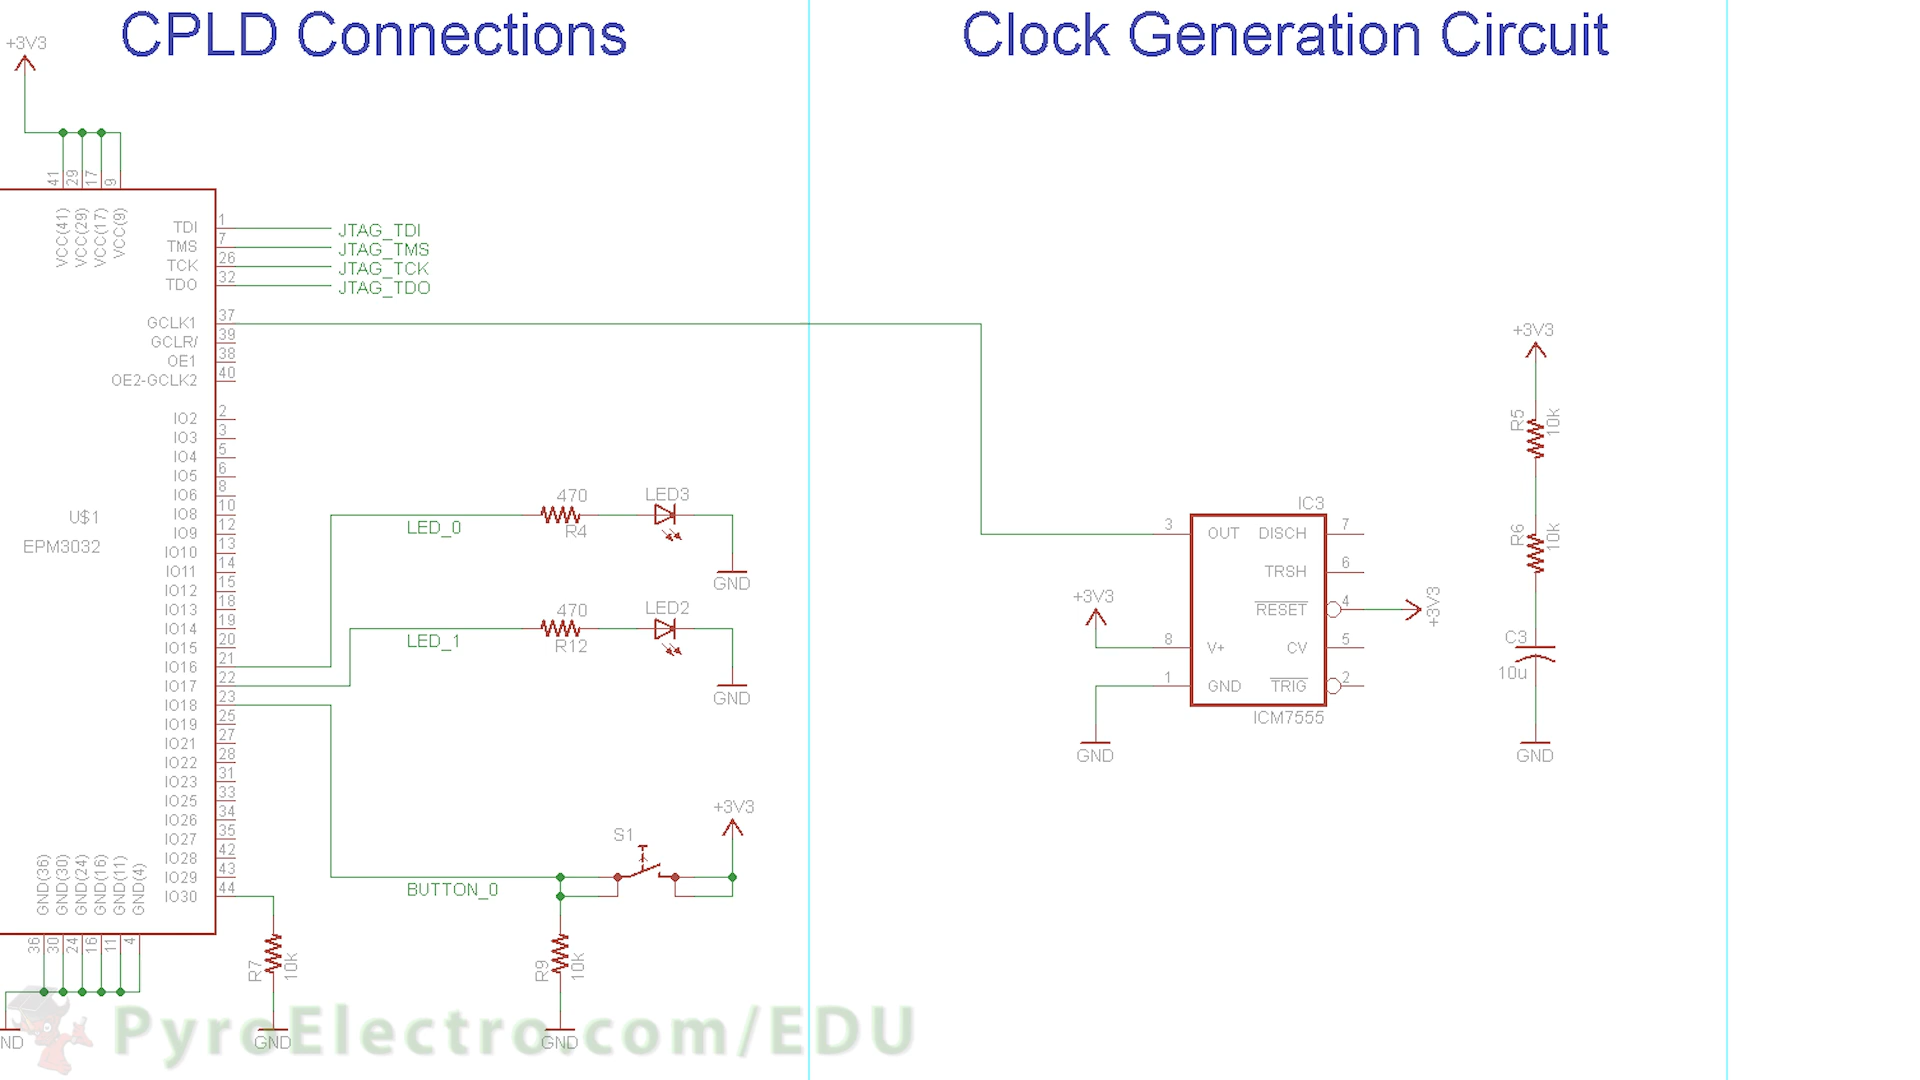 CPLD Connections
Clock Generation Circuit
+3V3
41
29
17
9
VCC(41)
VCC(29)
VCC(17)
VCC(9)
TDI 1 JTAG_TDI
TMS 7 JTAG_TMS
TCK 26 JTAG_TCK
TDO 32 JTAG_TDO
GCLK1 37
GCLR/ 39
OE1 38
OE2-GCLK2 40
IO2 2
IO3 3
IO4 5
IO5 6
IO6 8
IO8 10
IO9 12
IO10 13
IO11 14
IO12 15
IO13 18
IO14 19
IO15 20
IO16 21
IO17 22
IO18 23
IO19 25
IO21 27
IO22 28
IO23 31
IO25 33
IO26 34
IO27 35
IO28 42
IO29 43
IO30 44
U$1
EPM3032
GND(36)
GND(30)
GND(24)
GND(16)
GND(11)
GND(4)
36
30
24
16
11
4
ND
R7
10k
GND
LED_0
470
R4
LED3
GND
LED_1
470
R12
LED2
GND
+3V3
S1
BUTTON_0
R9
10k
GND
IC3
3 OUT DISCH 7
TRSH 6
RESET 4
+3V3
+3V3
8 V+ CV 5
1 GND TRIG 2
ICM7555
GND
+3V3
R5
10k
R6
10k
C3
10u
GND
PyroElectro.com/EDU